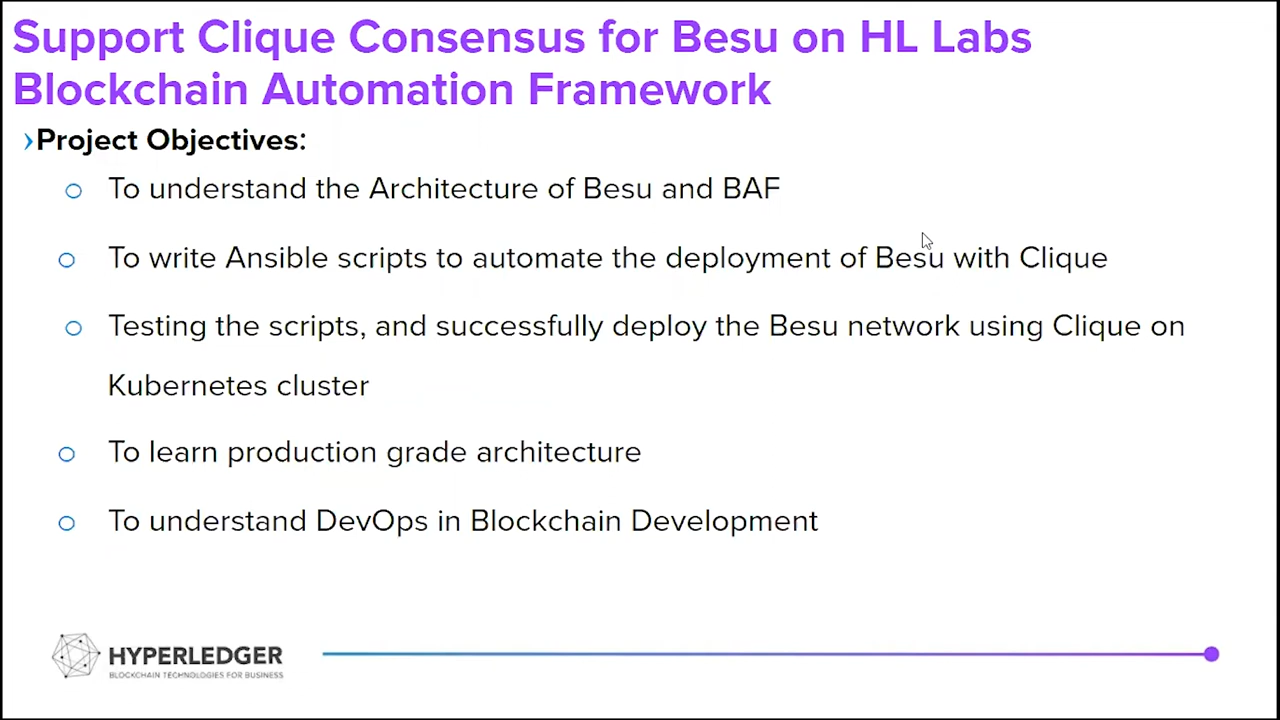 Support Clique Consensus for Besu on HL Labs
Blockchain Automation Framework
›Project Objectives:
○ To understand the Architecture of Besu and BAF
○ To write Ansible scripts to automate the deployment of Besu with Clique
○ Testing the scripts, and successfully deploy the Besu network using Clique on
Kubernetes cluster
○ To learn production grade architecture
○ To understand DevOps in Blockchain Development
HYPERLEDGER
BLOCKCHAIN TECHNOLOGIES FOR BUSINESS